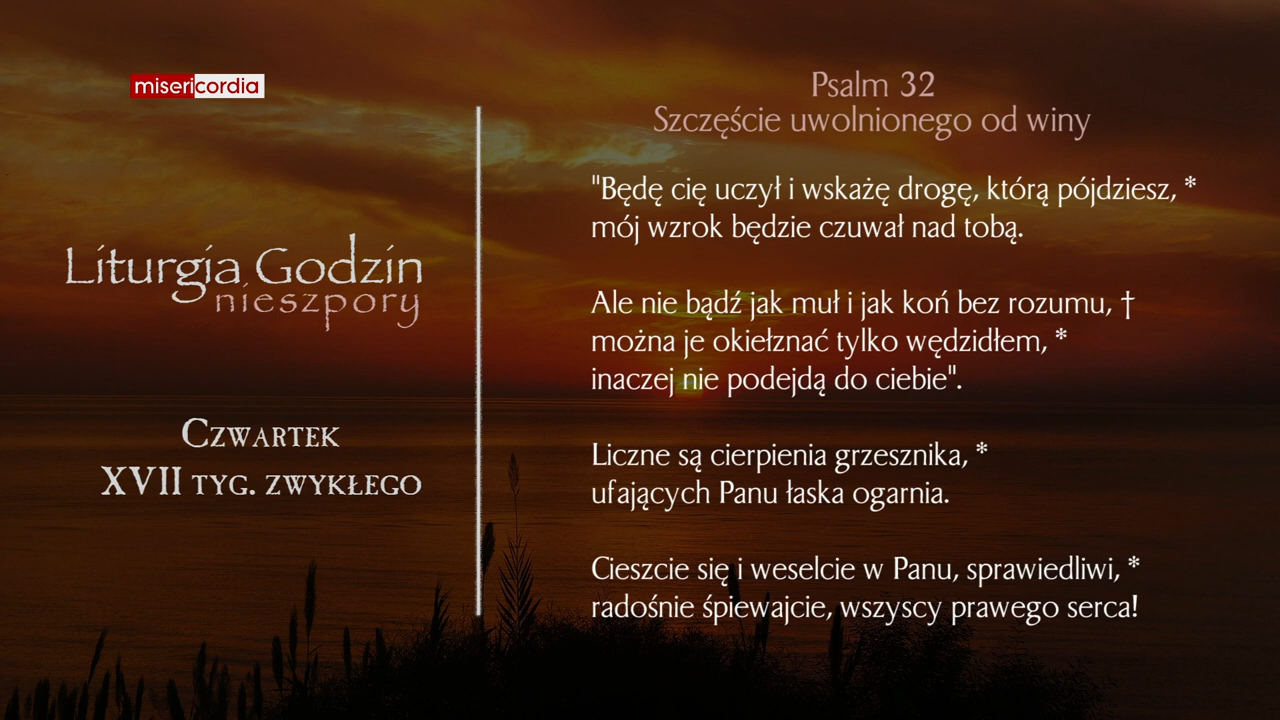 misericordia
Liturgia Godzin
nieszpory
Czwartek
XVII tyg. zwykłego
Psalm 32
Szczęście uwolnionego od winy
"Będę cię uczył i wskażę drogę, którą pójdziesz, *
mój wzrok będzie czuwał nad tobą.
Ale nie bądź jak muł i jak koń bez rozumu, †
można je okiełznać tylko wędzidłem, *
inaczej nie podejdą do ciebie".
Liczne są cierpienia grzesznika, *
ufających Panu łaska ogarnia.
Cieszcie się i weselcie w Panu, sprawiedliwi, *
radośnie śpiewajcie, wszyscy prawego serca!